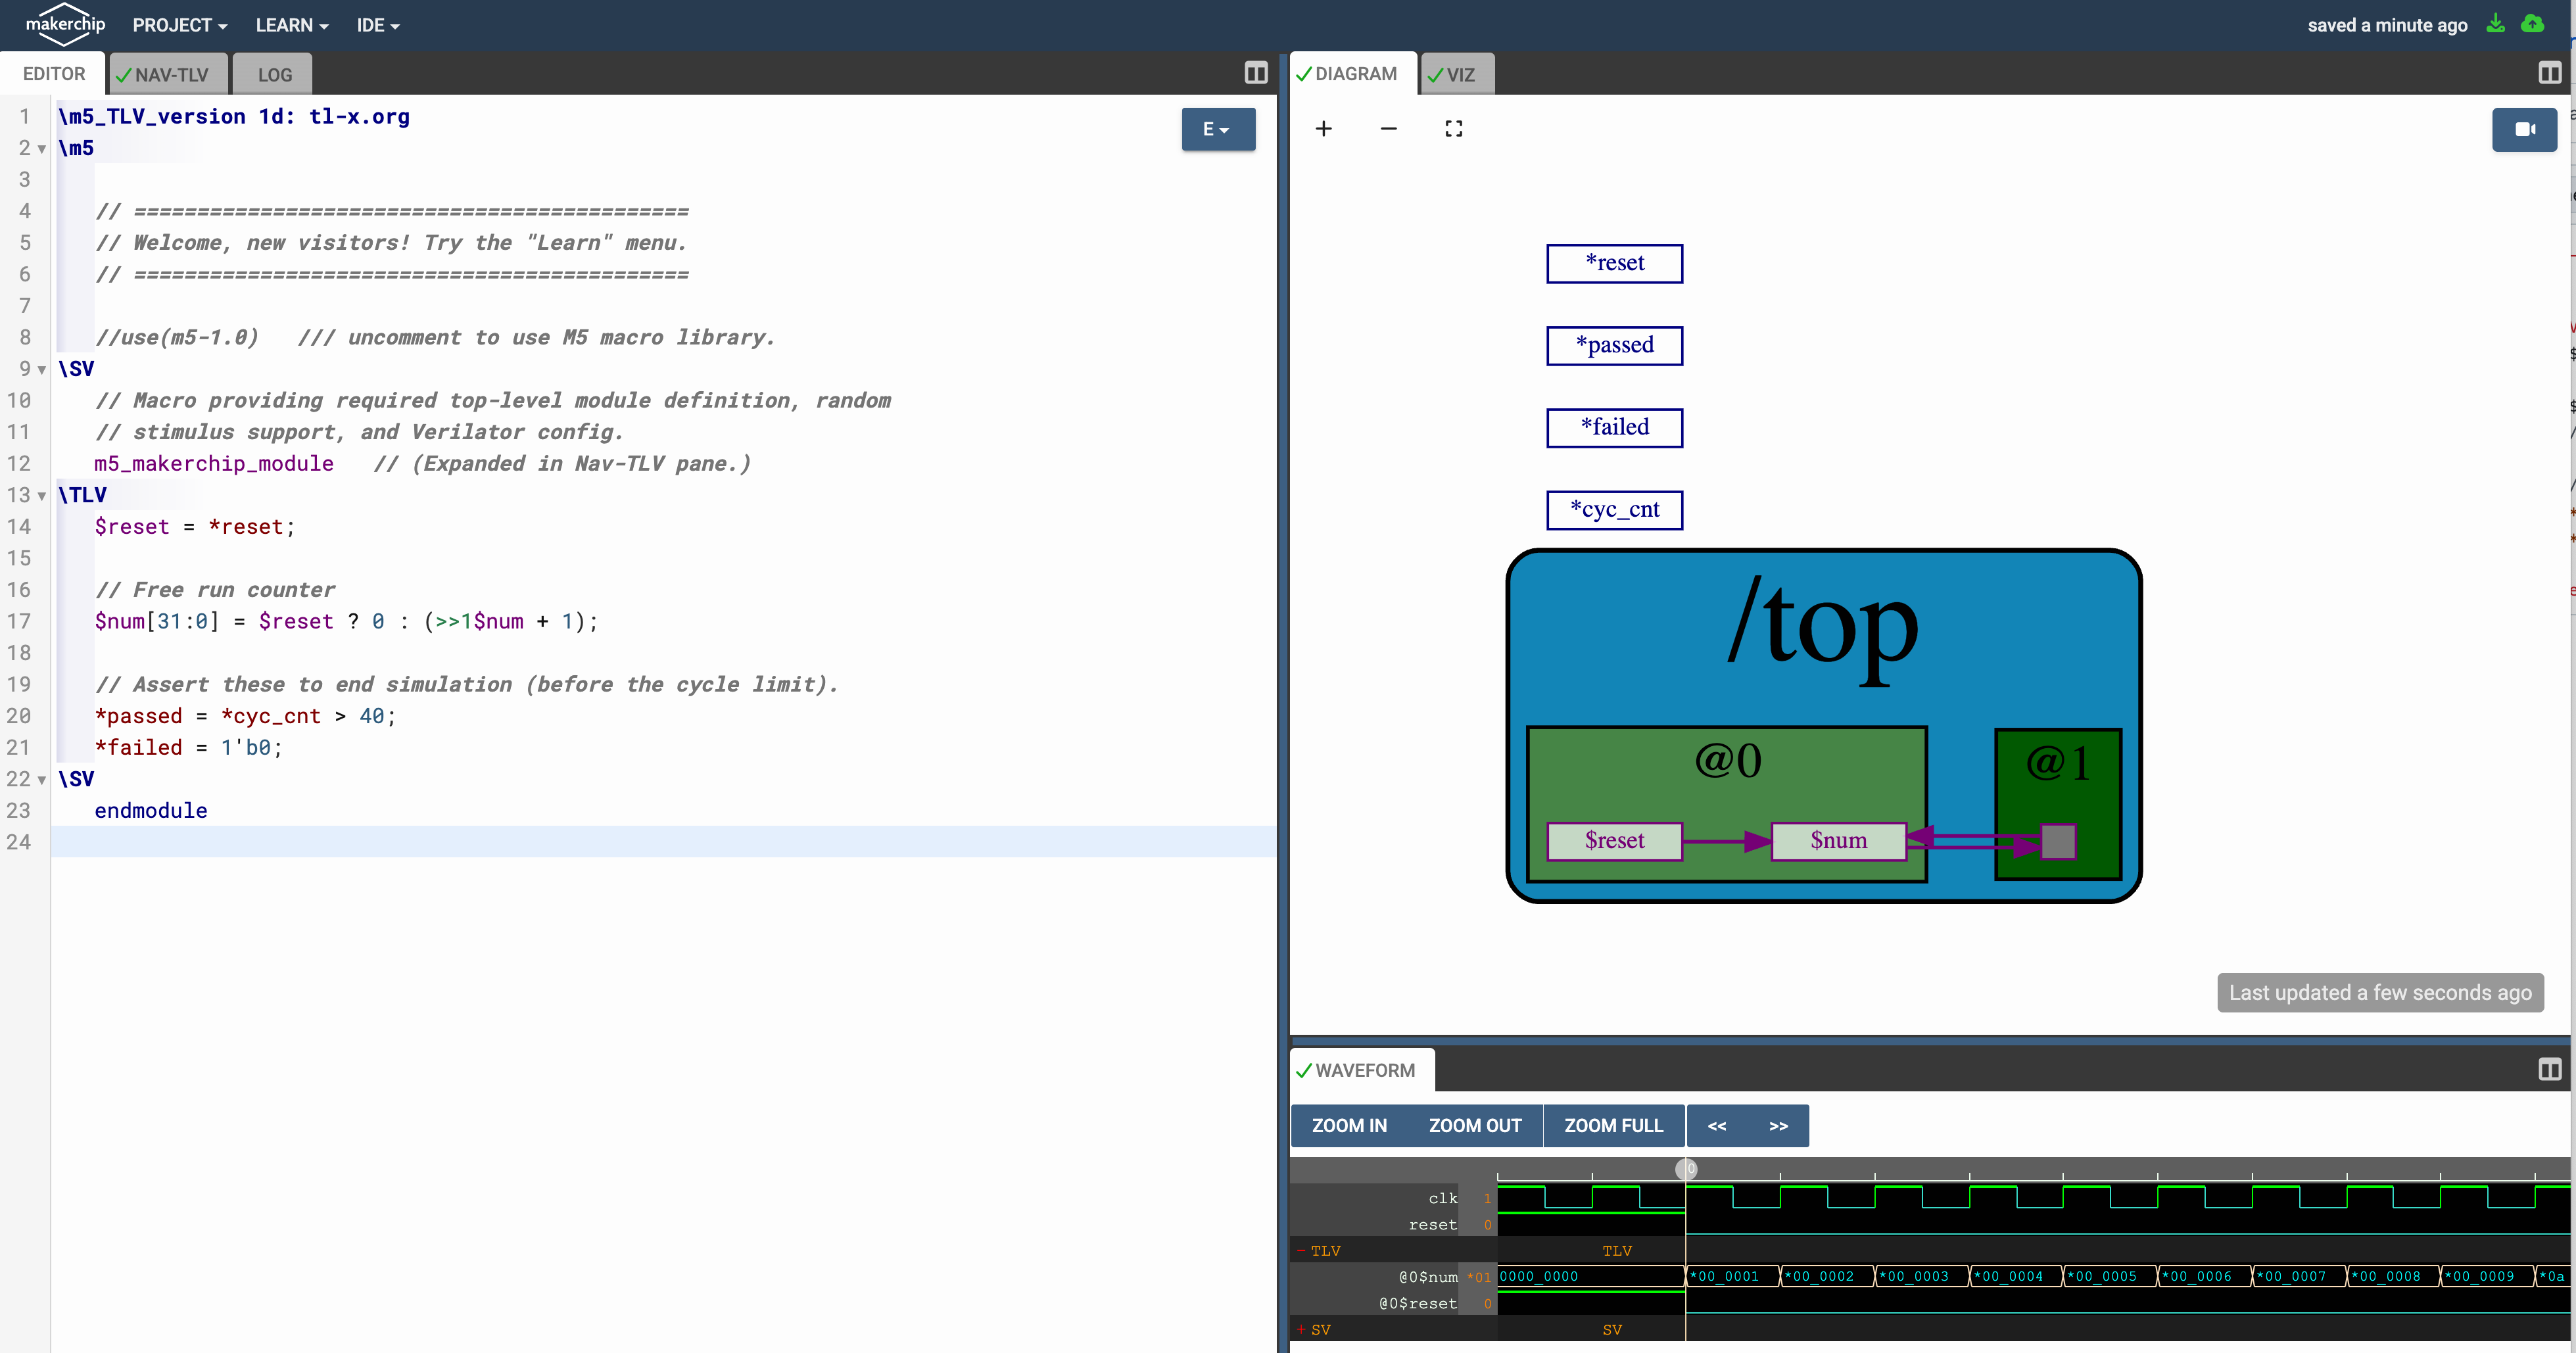 makerchip PROJECT LEARN IDE saved a minute ago
EDITOR NAV-TLV LOG
1 \m5_TLV_version 1d: tl-x.org
2 \m5
3
4 // ============================================
5 // Welcome, new visitors! Try the "Learn" menu.
6 // ============================================
7
8 //use(m5-1.0) /// uncomment to use M5 macro library.
9 \SV
10 // Macro providing required top-level module definition, random
11 // stimulus support, and Verilator config.
12 m5_makerchip_module // (Expanded in Nav-TLV pane.)
13 \TLV
14 $reset = *reset;
15
16 // Free run counter
17 $num[31:0] = $reset ? 0 : (>>1$num + 1);
18
19 // Assert these to end simulation (before the cycle limit).
20 *passed = *cyc_cnt > 40;
21 *failed = 1'b0;
22 \SV
23 endmodule
24
E
DIAGRAM VIZ
*reset
*passed
*failed
*cyc_cnt
/top
@0 @1
$reset $num
Last updated a few seconds ago
WAVEFORM
ZOOM IN ZOOM OUT ZOOM FULL << >>
0
clk 1
reset 0
- TLV TLV
@0$num *01 0000_0000 *00_0001 *00_0002 *00_0003 *00_0004 *00_0005 *00_0006 *00_0007 *00_0008 *00_0009 *0a
@0$reset 0
+ SV SV